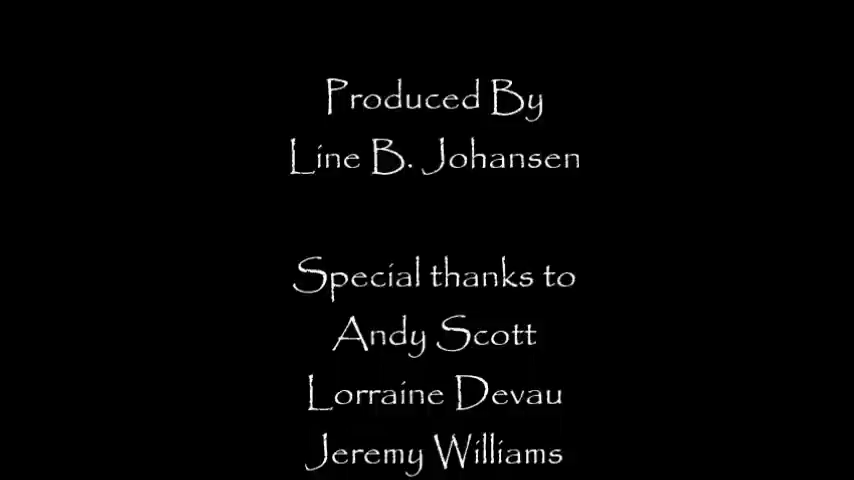 Produced By
Line B. Johansen
Special thanks to
Andy Scott
Lorraine Devau
Jeremy Williams